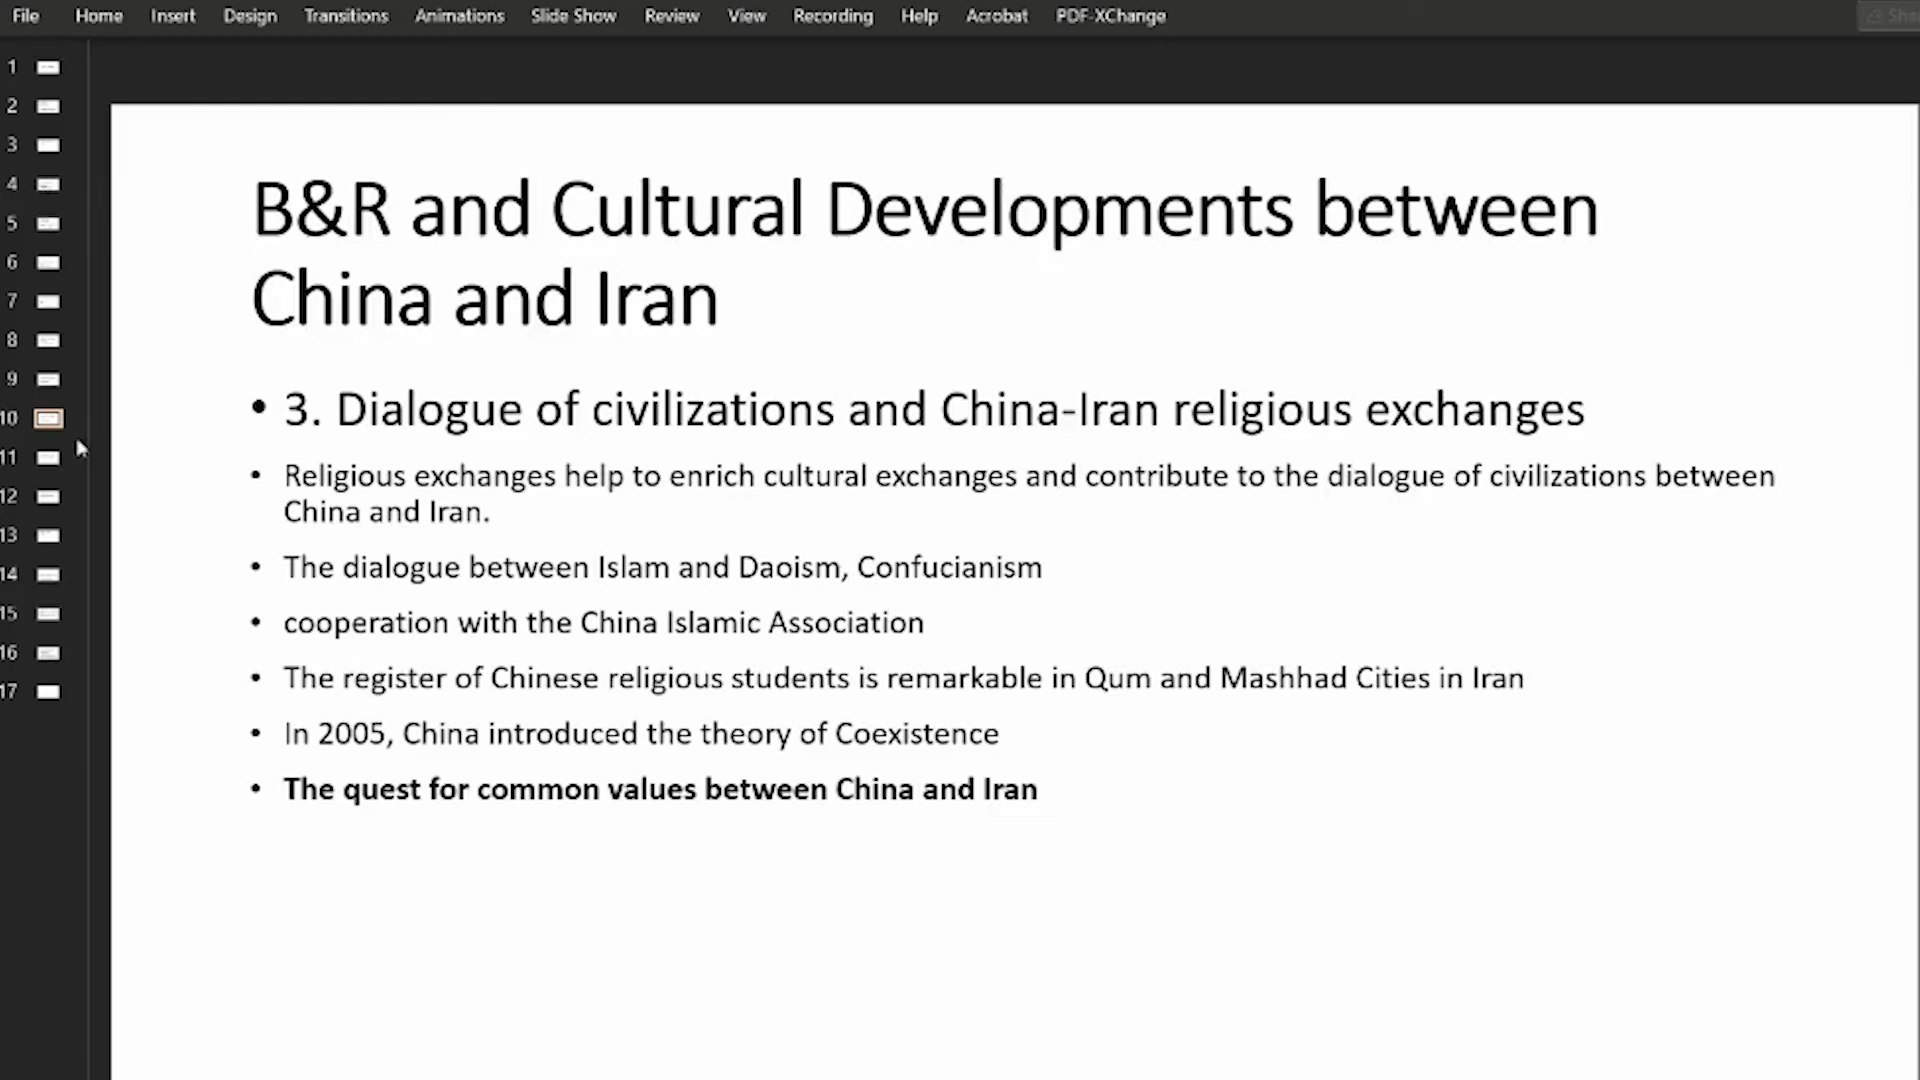 File Home Insert Design Transitions Animations Slide Show Review View Recording Help Acrobat PDF-XChange
1
2
3
4
5
6
7
8
9
10
11
12
13
14
15
16
17
B&R and Cultural Developments between
China and Iran
• 3. Dialogue of civilizations and China-Iran religious exchanges
• Religious exchanges help to enrich cultural exchanges and contribute to the dialogue of civilizations between
China and Iran.
• The dialogue between Islam and Daoism, Confucianism
• cooperation with the China Islamic Association
• The register of Chinese religious students is remarkable in Qum and Mashhad Cities in Iran
• In 2005, China introduced the theory of Coexistence
• The quest for common values between China and Iran